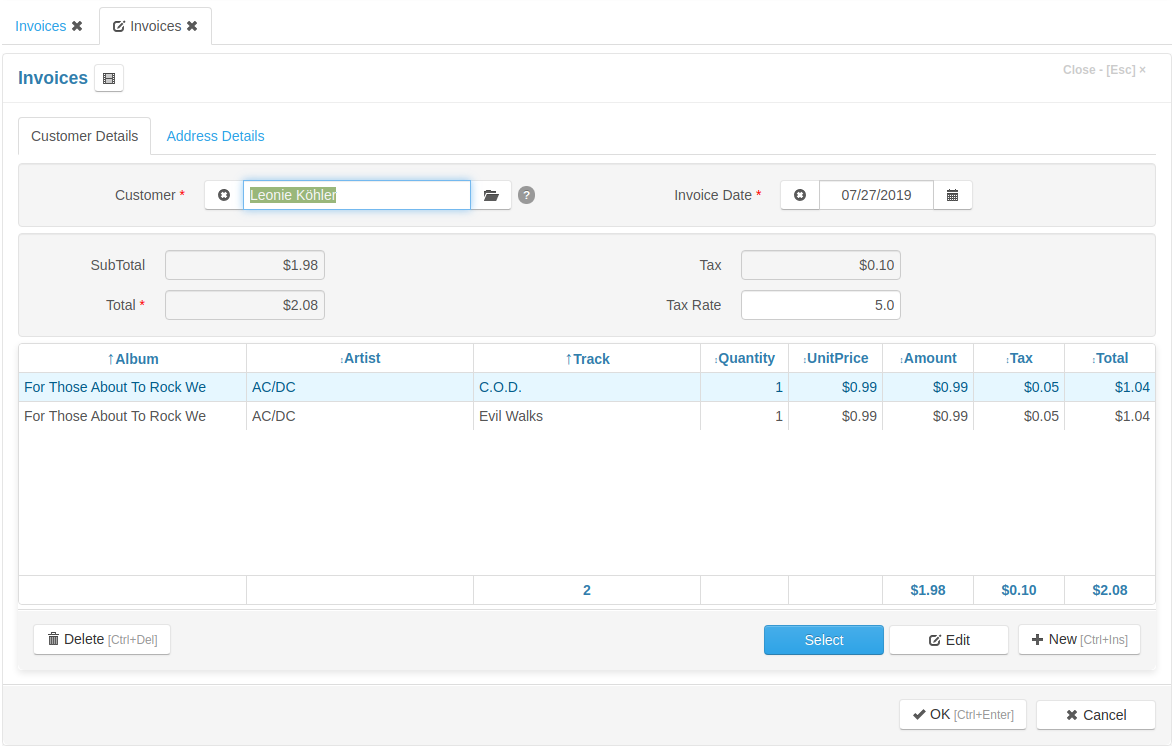 Invoices ✖ Invoices ✖
Invoices Close - [Esc] ×
Customer Details Address Details
Customer * Leonie Köhler ? Invoice Date * 07/27/2019
SubTotal $1.98 Tax $0.10
Total * $2.08 Tax Rate 5.0
↑Album ↕Artist ↑Track ↕Quantity ↕UnitPrice ↕Amount ↕Tax ↕Total
For Those About To Rock We AC/DC C.O.D. 1 $0.99 $0.99 $0.05 $1.04
For Those About To Rock We AC/DC Evil Walks 1 $0.99 $0.99 $0.05 $1.04
2 $1.98 $0.10 $2.08
Delete [Ctrl+Del] Select Edit New [Ctrl+Ins]
OK [Ctrl+Enter] Cancel